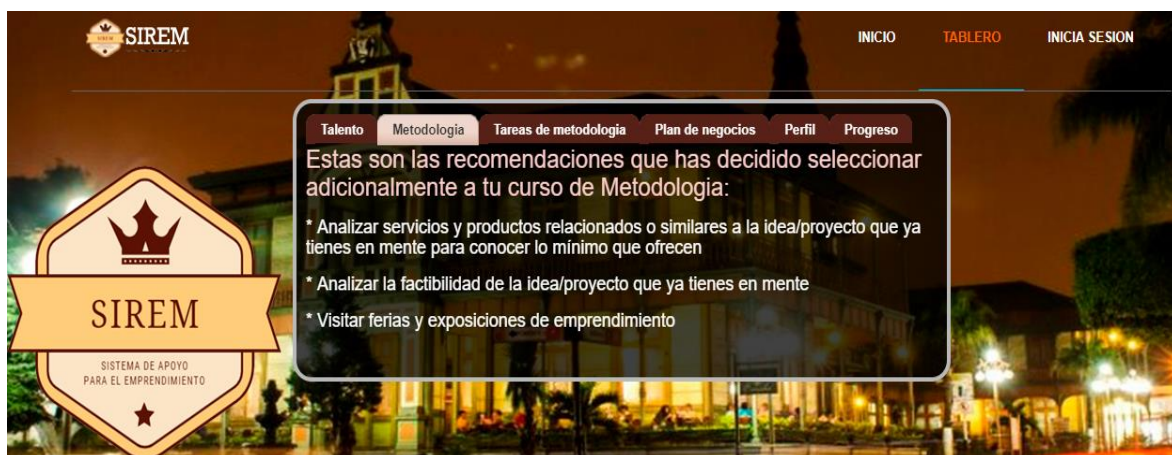 SIREM
INICIO
TABLERO
INICIA SESION
Talento
Metodologia
Tareas de metodologia
Plan de negocios
Perfil
Progreso
Estas son las recomendaciones que has decidido seleccionar
adicionalmente a tu curso de Metodologia:
* Analizar servicios y productos relacionados o similares a la idea/proyecto que ya
tienes en mente para conocer lo mínimo que ofrecen
* Analizar la factibilidad de la idea/proyecto que ya tienes en mente
* Visitar ferias y exposiciones de emprendimiento
SIREM
SISTEMA DE APOYO
PARA EL EMPRENDIMIENTO